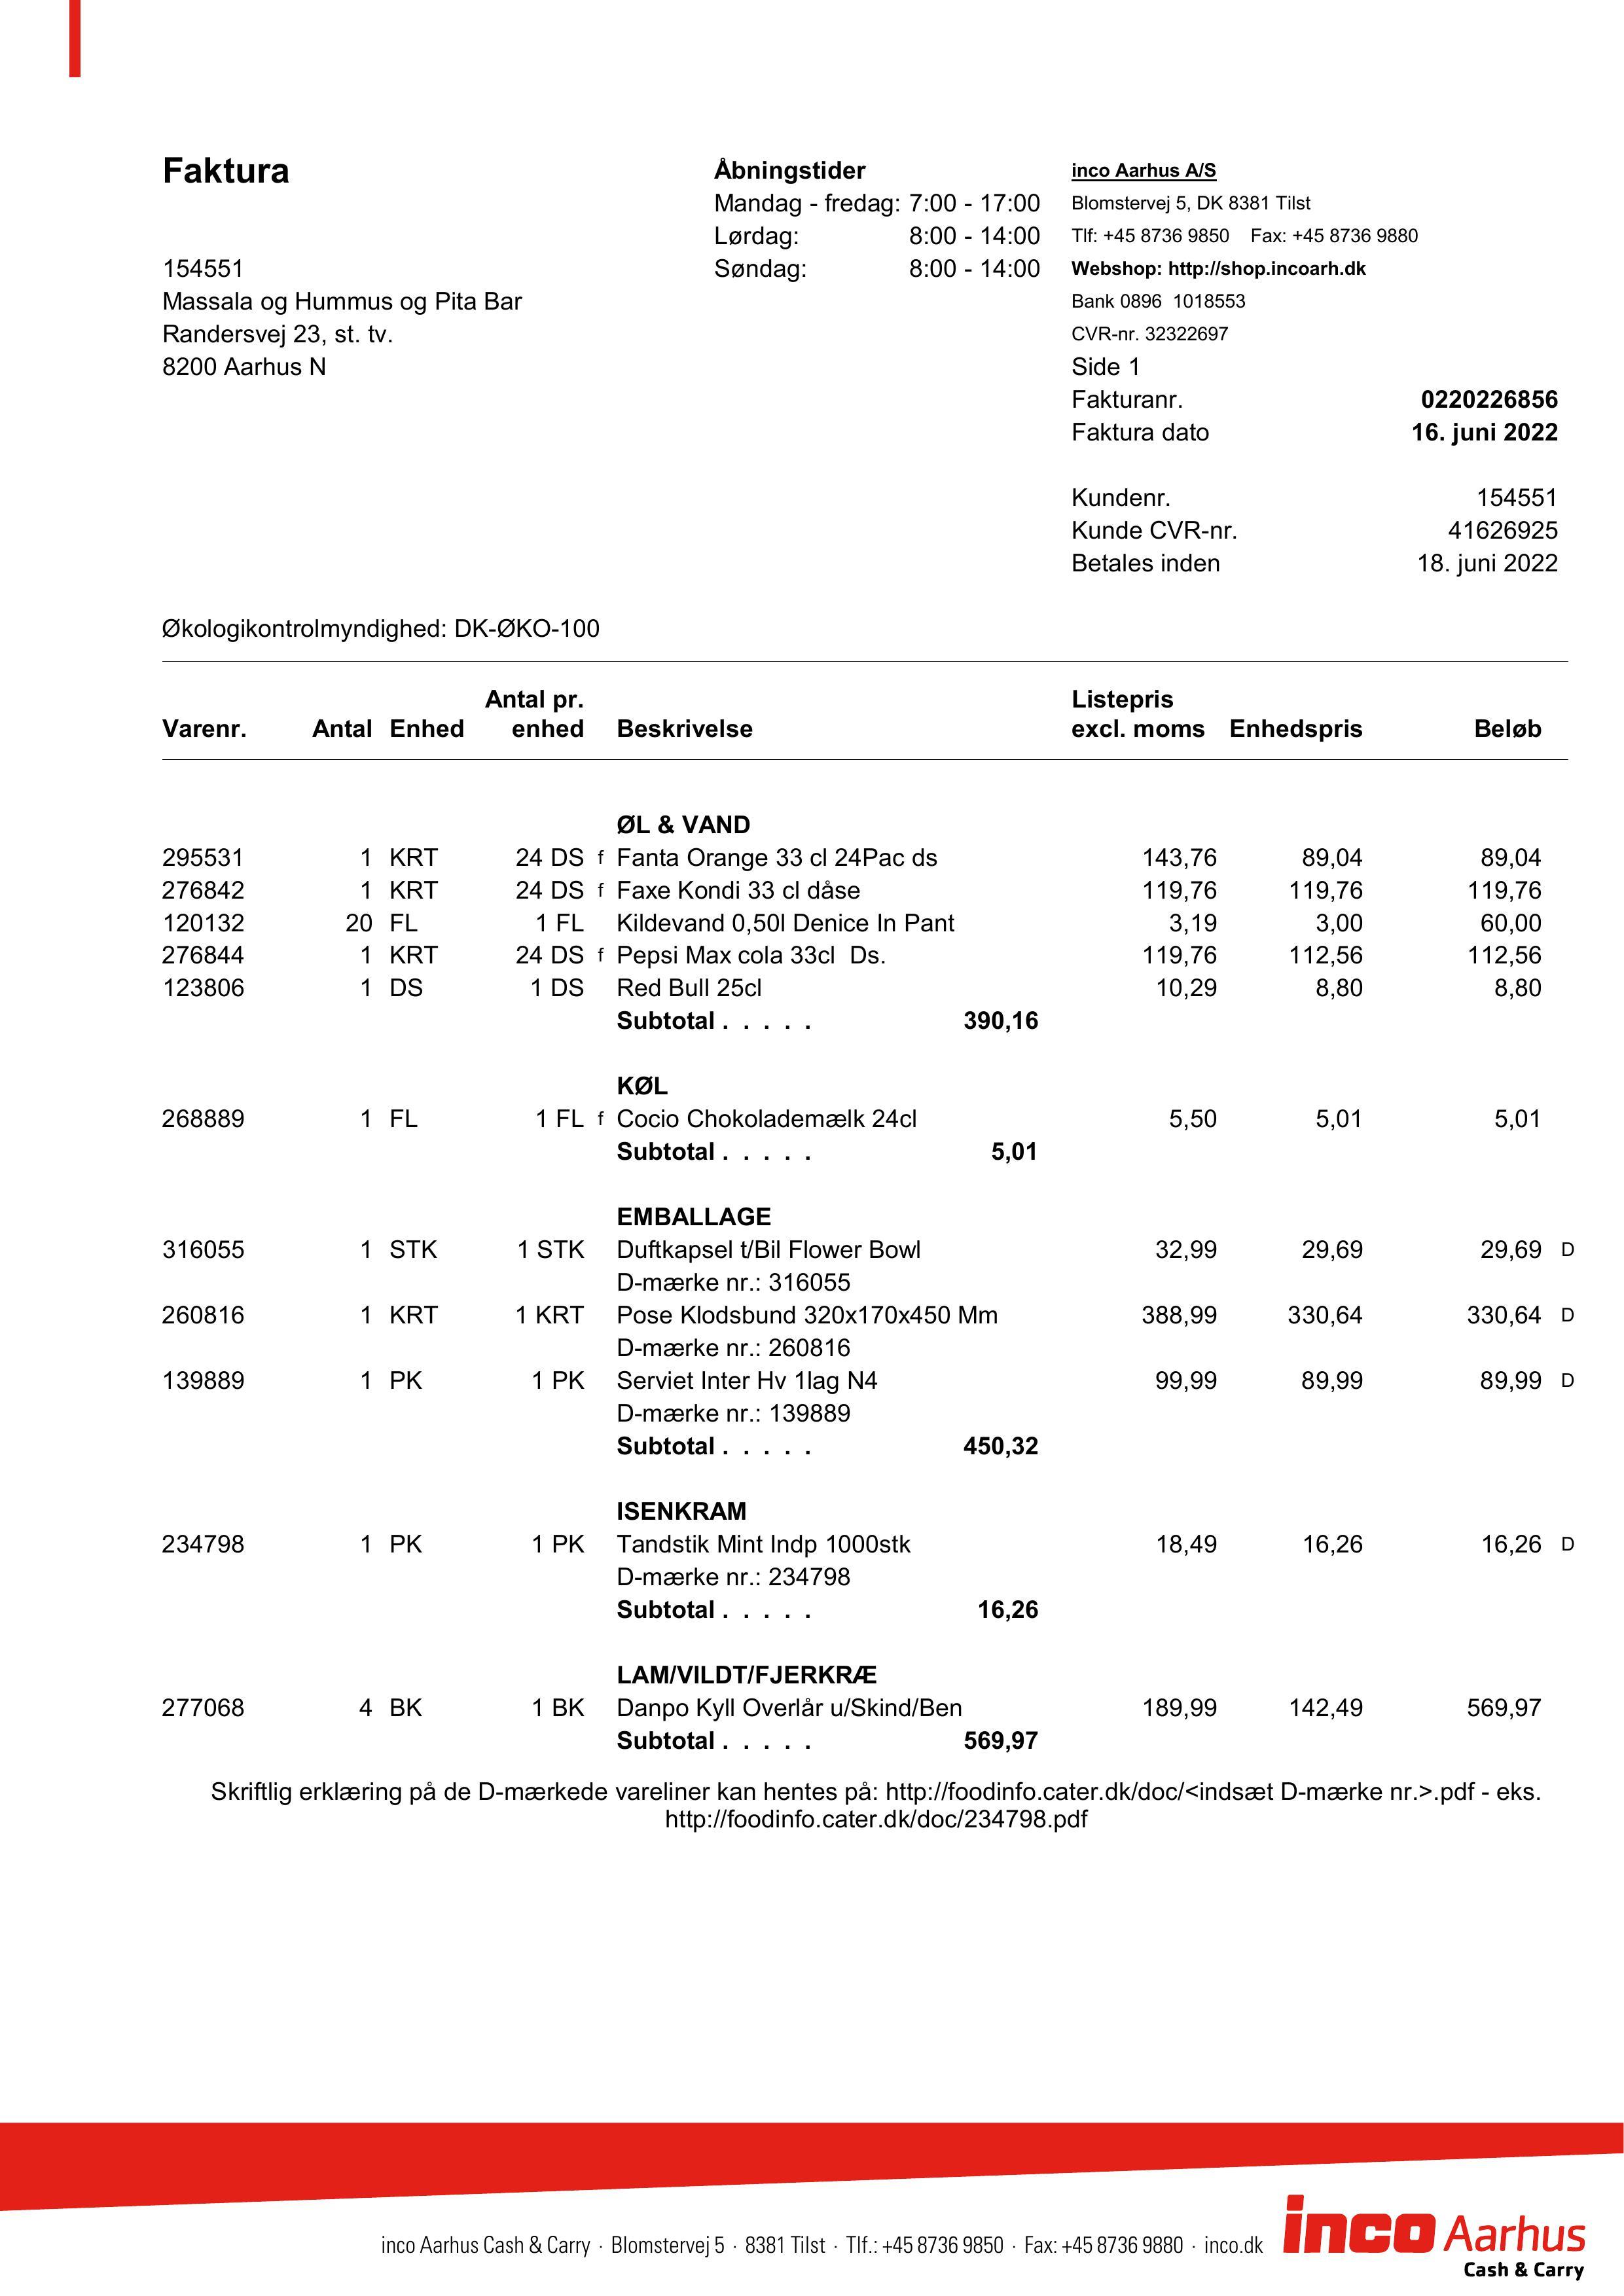 Faktura
154551
Massala og Hummus og Pita Bar
Randersvej 23, st. tv.
8200 Aarhus N
Åbningstider
Mandag - fredag: 7:00 - 17:00
Lørdag: 8:00 - 14:00
Søndag: 8:00 - 14:00
inco Aarhus A/S
Blomstervej 5, DK 8381 Tilst
Tlf: +45 8736 9850 Fax: +45 8736 9880
Webshop: http://shop.incoarh.dk
Bank 0896 1018553
CVR-nr. 32322697
Side 1
Fakturanr. 0220226856
Faktura dato 16. juni 2022
Kundenr. 154551
Kunde CVR-nr. 41626925
Betales inden 18. juni 2022
Økologikontrolmyndighed: DK-ØKO-100
Antal pr. Listepris
Varenr. Antal Enhed enhed Beskrivelse excl. moms Enhedspris Beløb
ØL & VAND
295531 1 KRT 24 DS f Fanta Orange 33 cl 24Pac ds 143,76 89,04 89,04
276842 1 KRT 24 DS f Faxe Kondi 33 cl dåse 119,76 119,76 119,76
120132 20 FL 1 FL Kildevand 0,50l Denice In Pant 3,19 3,00 60,00
276844 1 KRT 24 DS f Pepsi Max cola 33cl Ds. 119,76 112,56 112,56
123806 1 DS 1 DS Red Bull 25cl 10,29 8,80 8,80
Subtotal . . . . . 390,16
KØL
268889 1 FL 1 FL f Cocio Chokolademælk 24cl 5,50 5,01 5,01
Subtotal . . . . . 5,01
EMBALLAGE
316055 1 STK 1 STK Duftkapsel t/Bil Flower Bowl 32,99 29,69 29,69 D
D-mærke nr.: 316055
260816 1 KRT 1 KRT Pose Klodsbund 320x170x450 Mm 388,99 330,64 330,64 D
D-mærke nr.: 260816
139889 1 PK 1 PK Serviet Inter Hv 1lag N4 99,99 89,99 89,99 D
D-mærke nr.: 139889
Subtotal . . . . . 450,32
ISENKRAM
234798 1 PK 1 PK Tandstik Mint Indp 1000stk 18,49 16,26 16,26 D
D-mærke nr.: 234798
Subtotal . . . . . 16,26
LAM/VILDT/FJERKRÆ
277068 4 BK 1 BK Danpo Kyll Overlår u/Skind/Ben 189,99 142,49 569,97
Subtotal . . . . . 569,97
Skriftlig erklæring på de D-mærkede vareliner kan hentes på: http://foodinfo.cater.dk/doc/<indsæt D-mærke nr.>.pdf - eks.
http://foodinfo.cater.dk/doc/234798.pdf
inco Aarhus Cash & Carry · Blomstervej 5 · 8381 Tilst · Tlf.: +45 8736 9850 · Fax: +45 8736 9880 · inco.dk
inco Aarhus
Cash & Carry